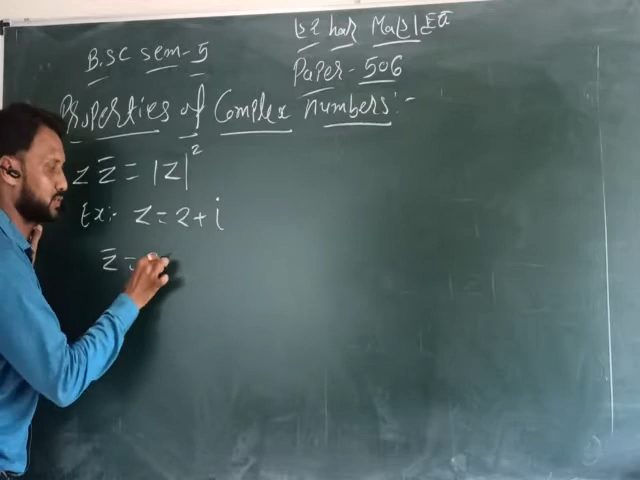 B.sc sem-5
Paper-506
Properties of Complex numbers:-
z z̄ = |z|²
Ex:- z = 2 + i
z̄ =